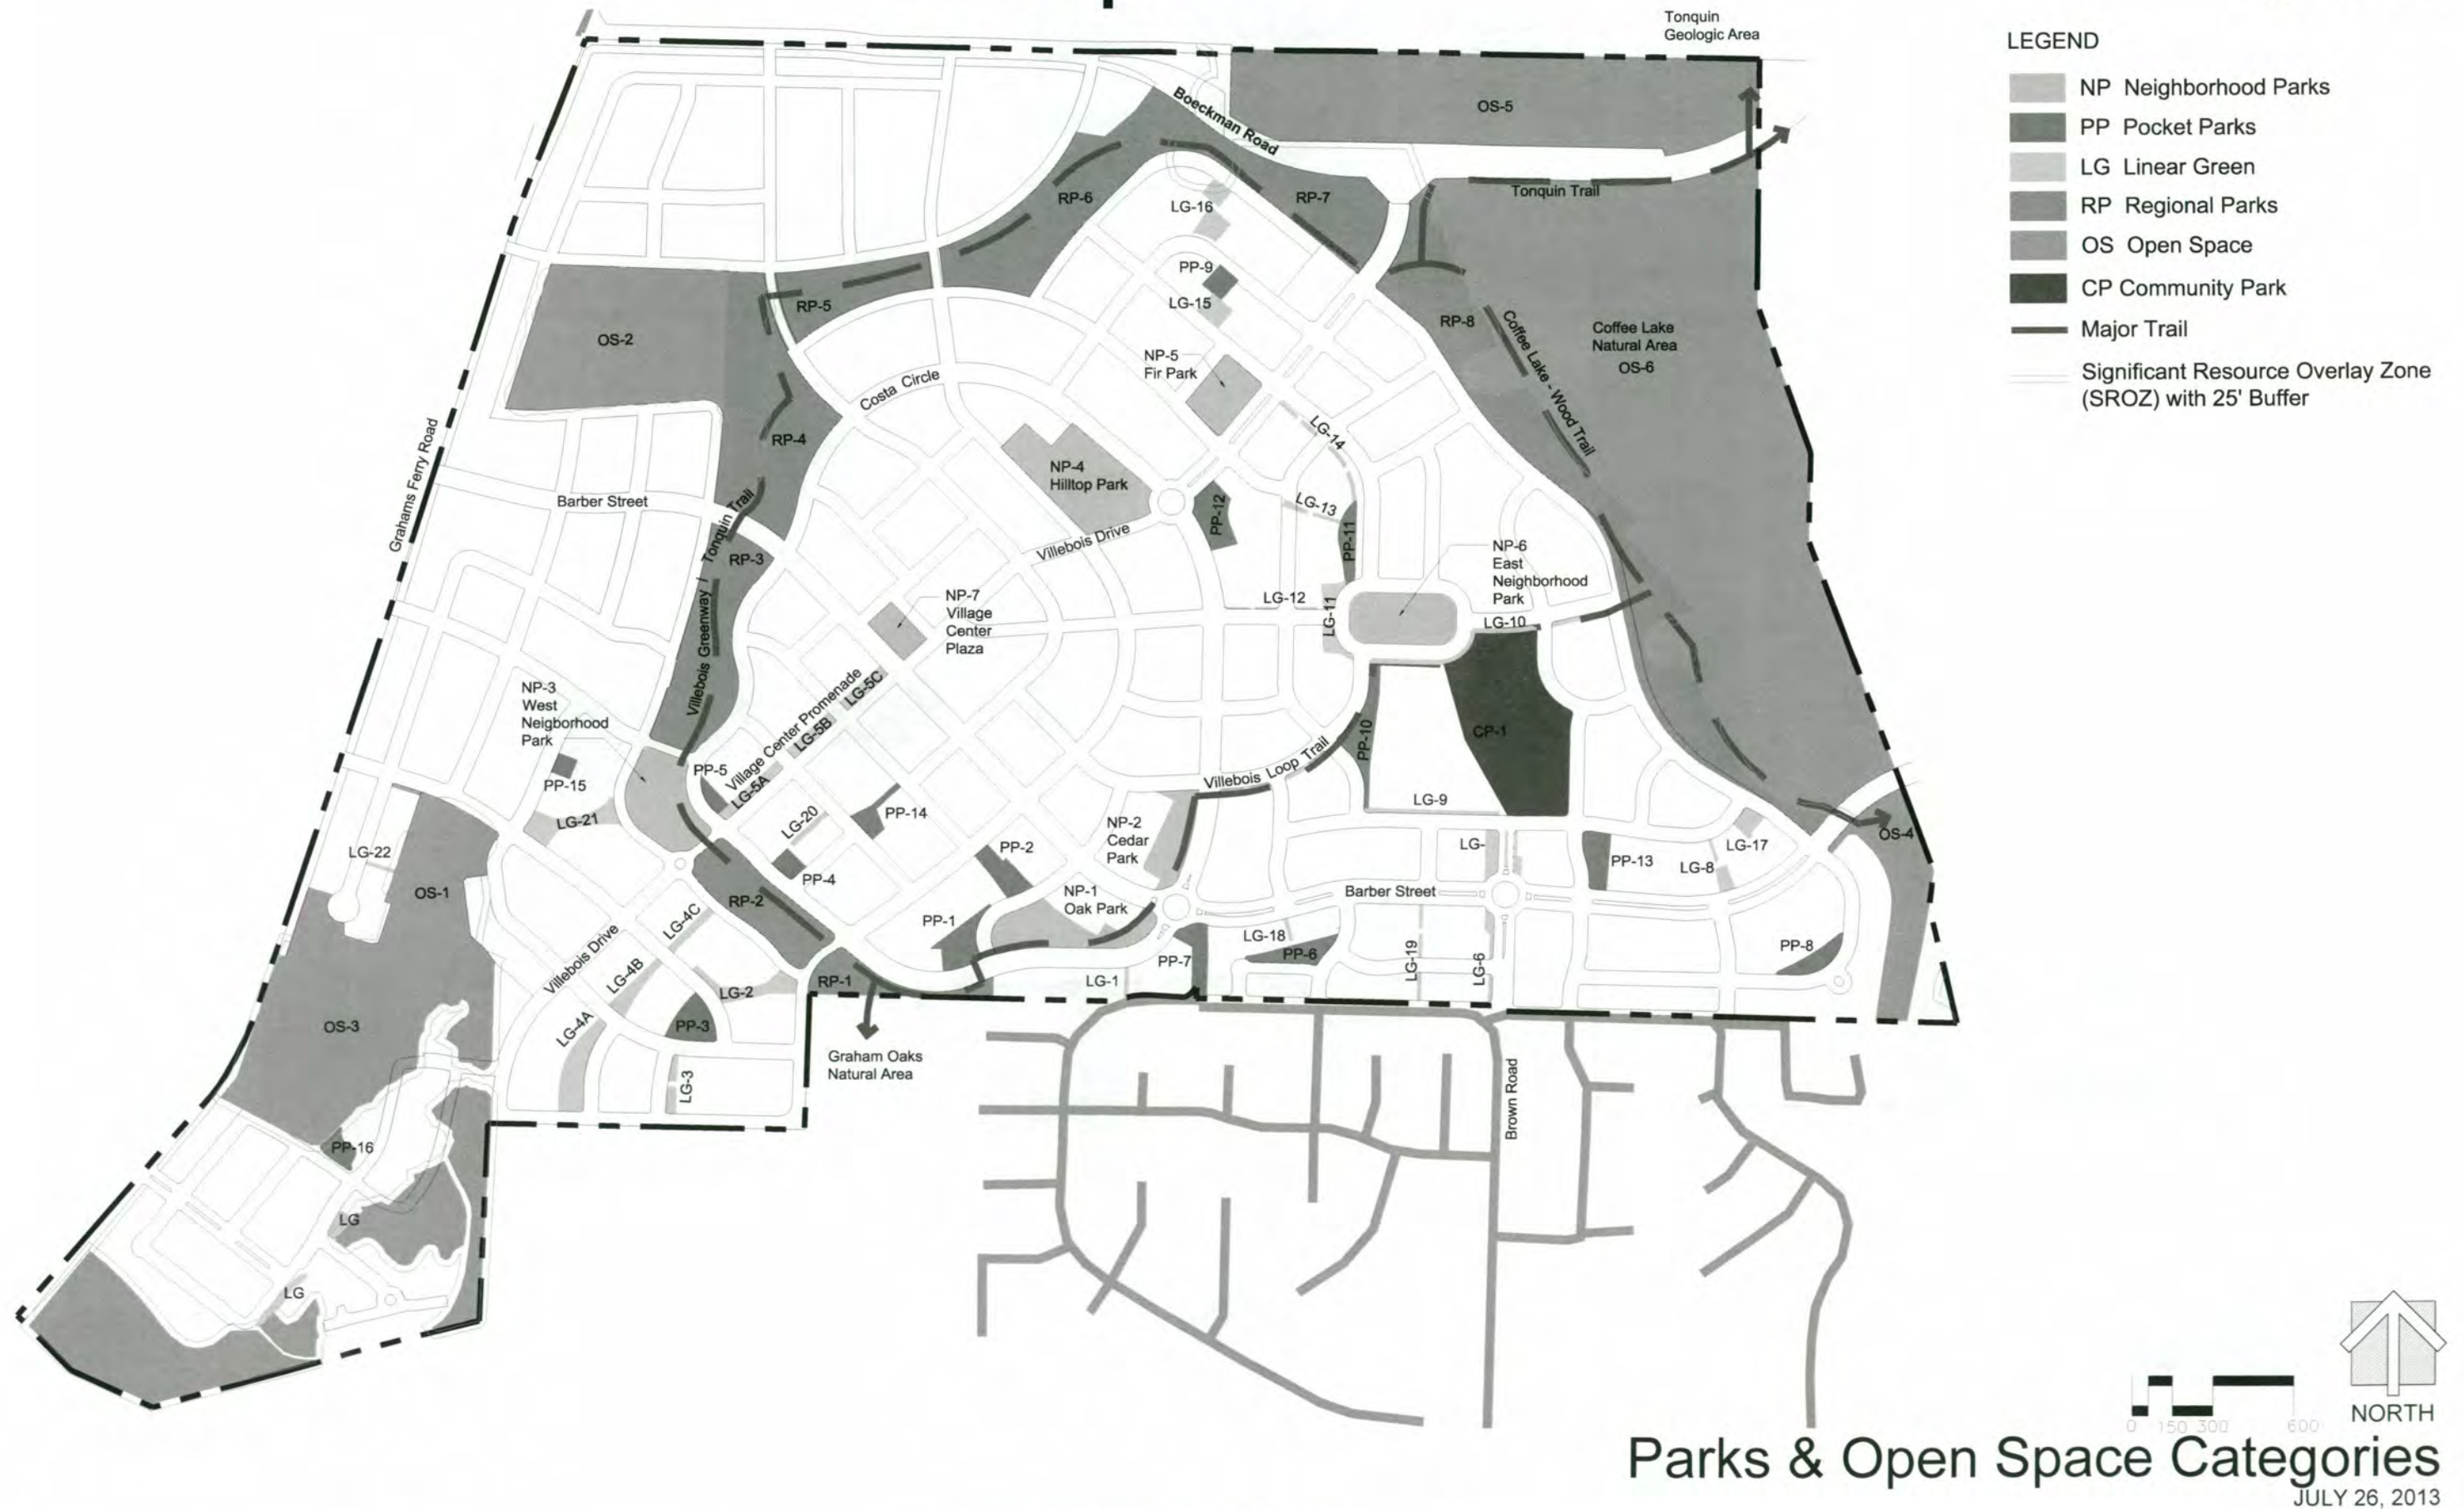 Tonquin
Geologic Area
LEGEND
NP Neighborhood Parks
PP Pocket Parks
LG Linear Green
RP Regional Parks
OS Open Space
CP Community Park
Major Trail
Significant Resource Overlay Zone
(SROZ) with 25' Buffer
Boeckman Road
OS-5
Tonquin Trail
RP-6
RP-7
LG-16
PP-9
LG-15
RP-5
RP-8
Coffee Lake - Wood Trail
Coffee Lake
Natural Area
OS-6
OS-2
NP-5
Fir Park
Costa Circle
Grahams Ferry Road
RP-4
LG-14
NP-4
Hilltop Park
Barber Street
LG-13
PP-12
PP-11
Villebois Drive
Villebois Greenway / Tonquin Trail
RP-3
NP-6
East
Neighborhood
Park
NP-7
Village
Center
Plaza
LG-12
LG-11
LG-10
NP-3
West
Neigborhood
Park
Village Center Promenade
LG-5C
LG-5B
LG-5A
PP-5
PP-15
LG-21
CP-1
PP-10
Villebois Loop Trail
LG-9
LG-20
PP-14
NP-2
Cedar
Park
PP-2
OS-4
LG-
LG-17
PP-13
LG-8
LG-22
OS-1
PP-4
RP-2
NP-1
Oak Park
Barber Street
PP-1
LG-4C
LG-18
PP-6
PP-7
LG-19
LG-6
PP-8
Villebois Drive
LG-4B
LG-2
RP-1
LG-1
OS-3
LG-4A
PP-3
LG-3
Graham Oaks
Natural Area
Brown Road
PP-16
LG
LG
0 150 300 600
NORTH
Parks & Open Space Categories
JULY 26, 2013